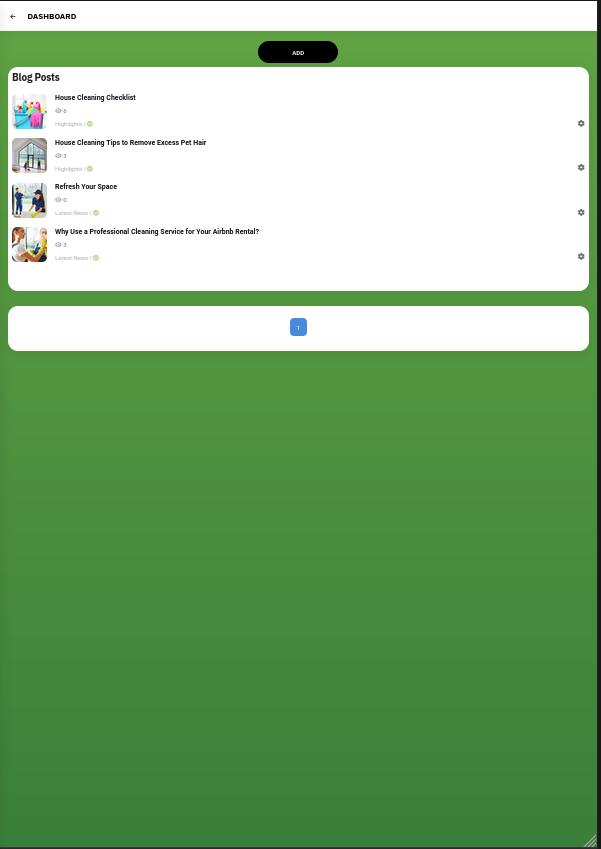 DASHBOARD
ADD
Blog Posts
House Cleaning Checklist
6
Highlights |
House Cleaning Tips to Remove Excess Pet Hair
3
Highlights |
Refresh Your Space
0
Latest News |
Why Use a Professional Cleaning Service for Your Airbnb Rental?
3
Latest News |
1